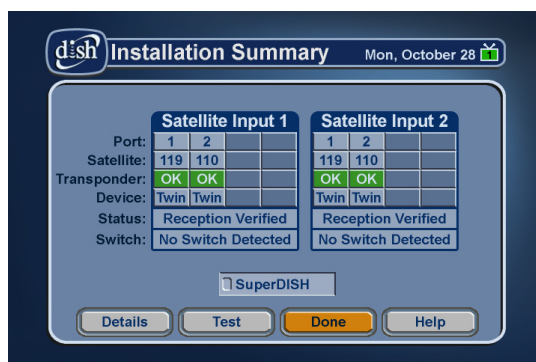 dish Installation Summary Mon, October 28 1
Satellite Input 1 Satellite Input 2
Port: 1 2 1 2
Satellite: 119 110 119 110
Transponder: OK OK OK OK
Device: Twin Twin Twin Twin
Status: Reception Verified Reception Verified
Switch: No Switch Detected No Switch Detected
SuperDISH
Details Test Done Help